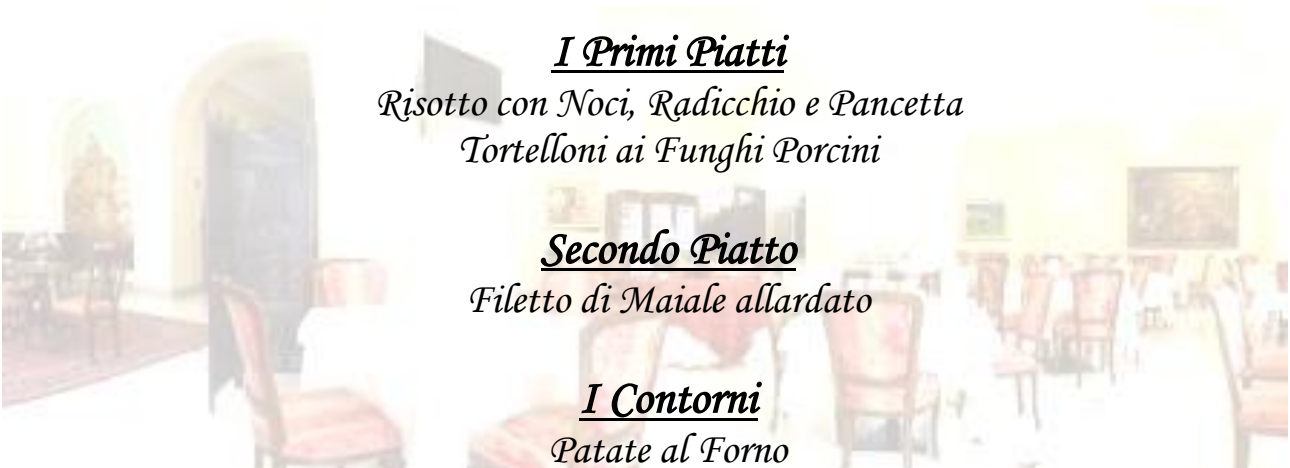 I Primi Piatti
Risotto con Noci, Radicchio e Pancetta
Tortelloni ai Funghi Porcini
Secondo Piatto
Filetto di Maiale allardato
I Contorni
Patate al Forno